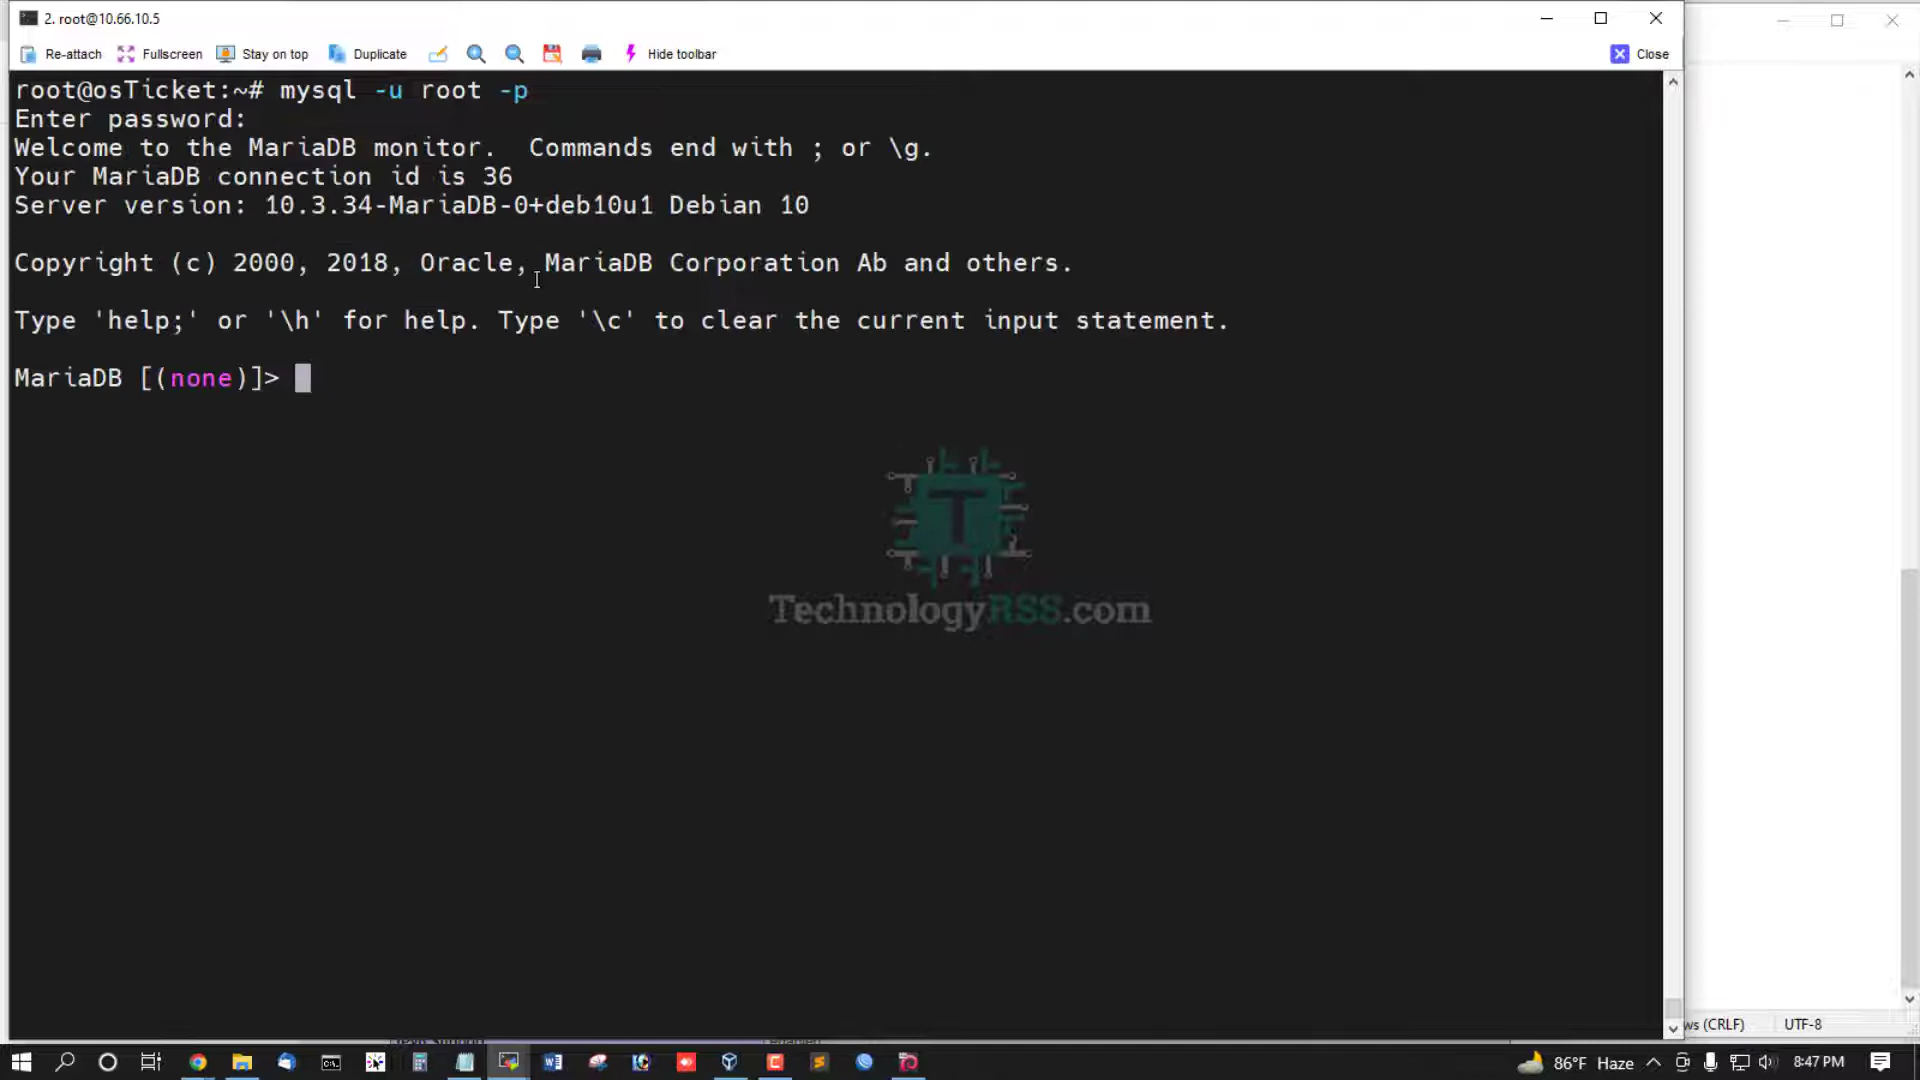 2. root@10.66.10.5
Re-attach Fullscreen Stay on top Duplicate Hide toolbar Close
root@osTicket:~# mysql -u root -p
Enter password:
Welcome to the MariaDB monitor.  Commands end with ; or \g.
Your MariaDB connection id is 36
Server version: 10.3.34-MariaDB-0+deb10u1 Debian 10
Copyright (c) 2000, 2018, Oracle, MariaDB Corporation Ab and others.
Type 'help;' or '\h' for help. Type '\c' to clear the current input statement.
MariaDB [(none)]>
T
TechnologyRSS.com
(CRLF) UTF-8
86°F Haze 8:47 PM